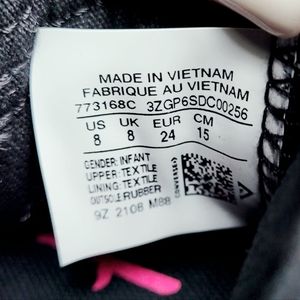 MADE IN VIETNAM
FABRIQUE AU VIETNAM
773168C 3ZGP6SDC00256
US UK EUR CM
8 8 24 15
GENDER: INFANT
UPPER: TEXTILE
LINING: TEXTILE
OUTSOLE: RUBBER
9Z 2108 M88